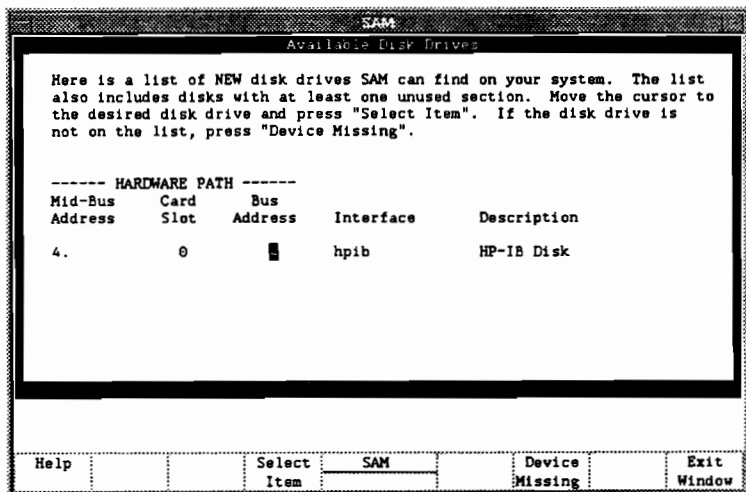 SAM
Available Disk Drives
Here is a list of NEW disk drives SAM can find on your system. The list
also includes disks with at least one unused section. Move the cursor to
the desired disk drive and press "Select Item". If the disk drive is
not on the list, press "Device Missing".
------ HARDWARE PATH ------
Mid-Bus Card Bus
Address Slot Address Interface Description
4. 0 hpib HP-IB Disk
Help Select SAM Device Exit
Item Missing Window